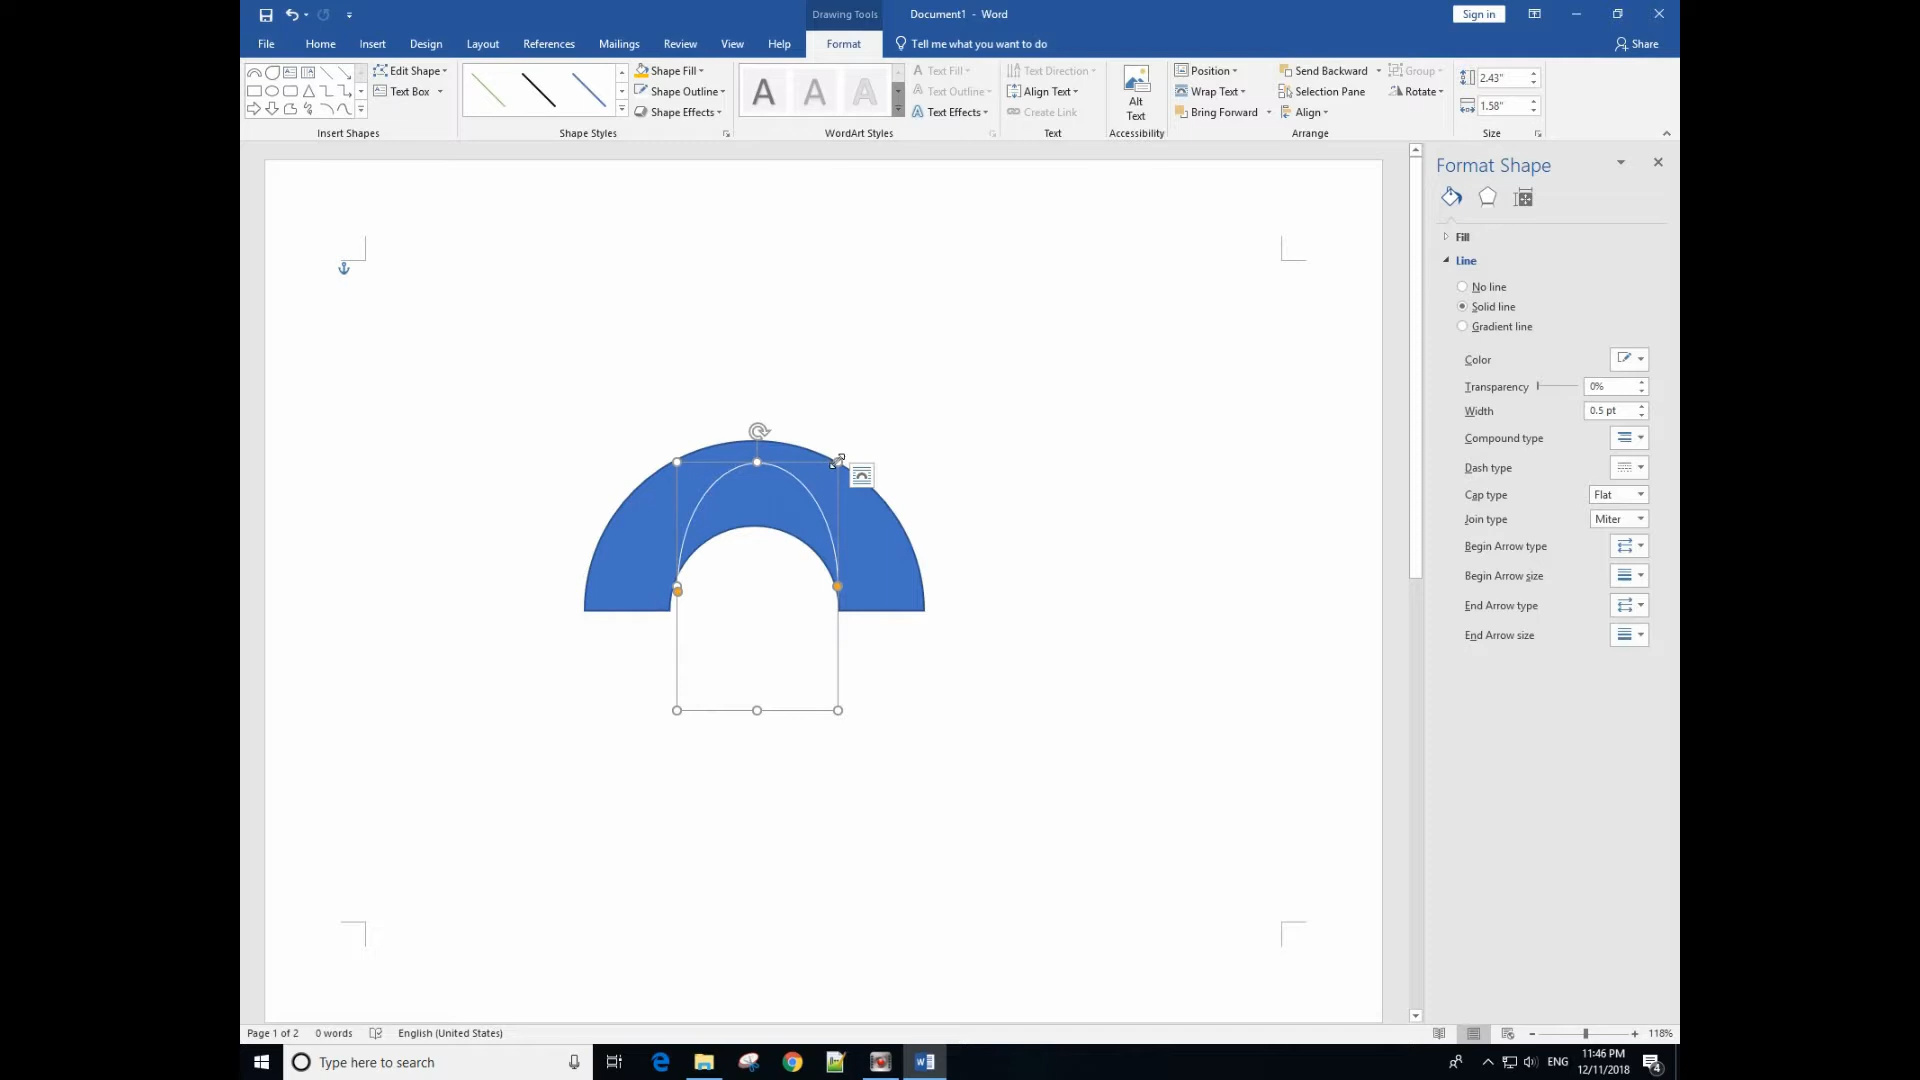 Drawing Tools
Document1 - Word
Sign in
File Home Insert Design Layout References Mailings Review View Help Format Tell me what you want to do Share
Edit Shape
Text Box
Insert Shapes
Shape Fill
Shape Outline
Shape Effects
Shape Styles
A A A
Text Fill
Text Outline
Text Effects
WordArt Styles
Text Direction
Align Text
Create Link
Text
Alt
Text
Accessibility
Position
Wrap Text
Bring Forward
Send Backward
Selection Pane
Align
Group
Rotate
Arrange
2.43"
1.58"
Size
Format Shape
Fill
Line
No line
Solid line
Gradient line
Color
Transparency 0%
Width 0.5 pt
Compound type
Dash type
Cap type Flat
Join type Miter
Begin Arrow type
Begin Arrow size
End Arrow type
End Arrow size
Page 1 of 2 0 words English (United States) 118%
Type here to search
ENG
11:46 PM
12/11/2018
4